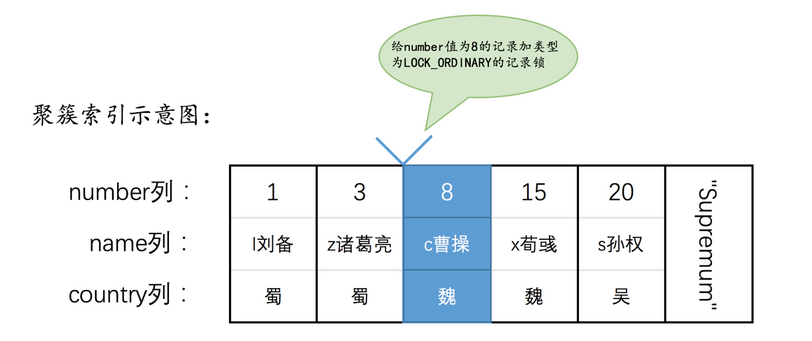 给number值为8的记录加类型
为LOCK_ORDINARY的记录锁
聚簇索引示意图：
number列： 1 3 8 15 20 "Supremum"
name列： l刘备 z诸葛亮 c曹操 x荀彧 s孙权
country列： 蜀 蜀 魏 魏 吴